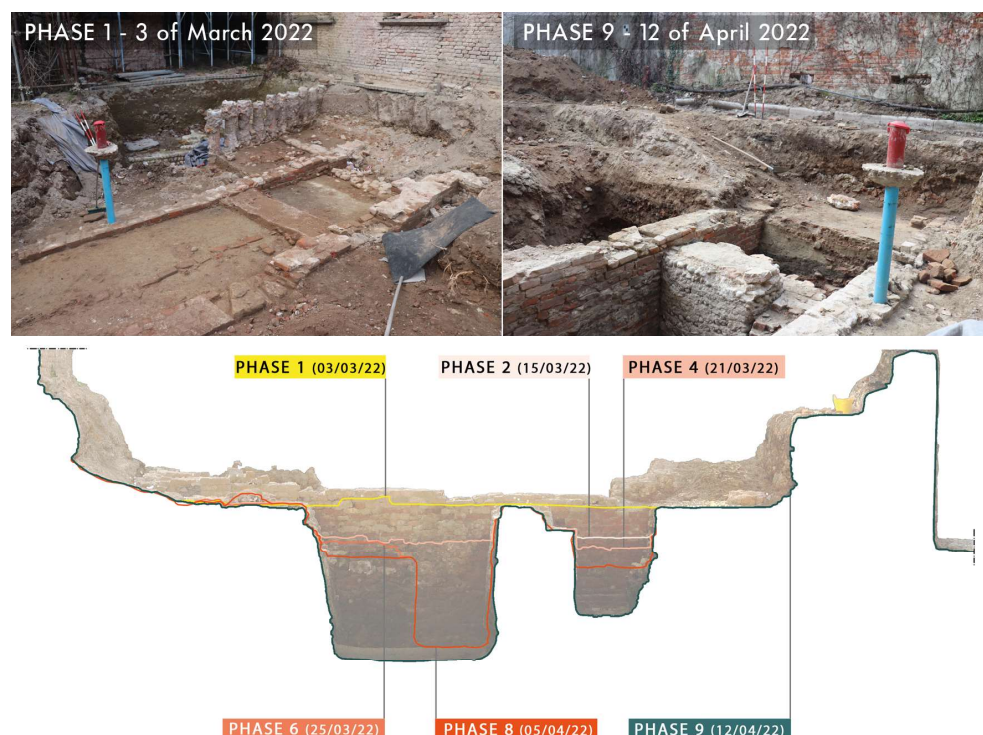 PHASE 1 - 3 of March 2022
PHASE 9 - 12 of April 2022
PHASE 1 (03/03/22)
PHASE 2 (15/03/22)
PHASE 4 (21/03/22)
PHASE 6 (25/03/22)
PHASE 8 (05/04/22)
PHASE 9 (12/04/22)